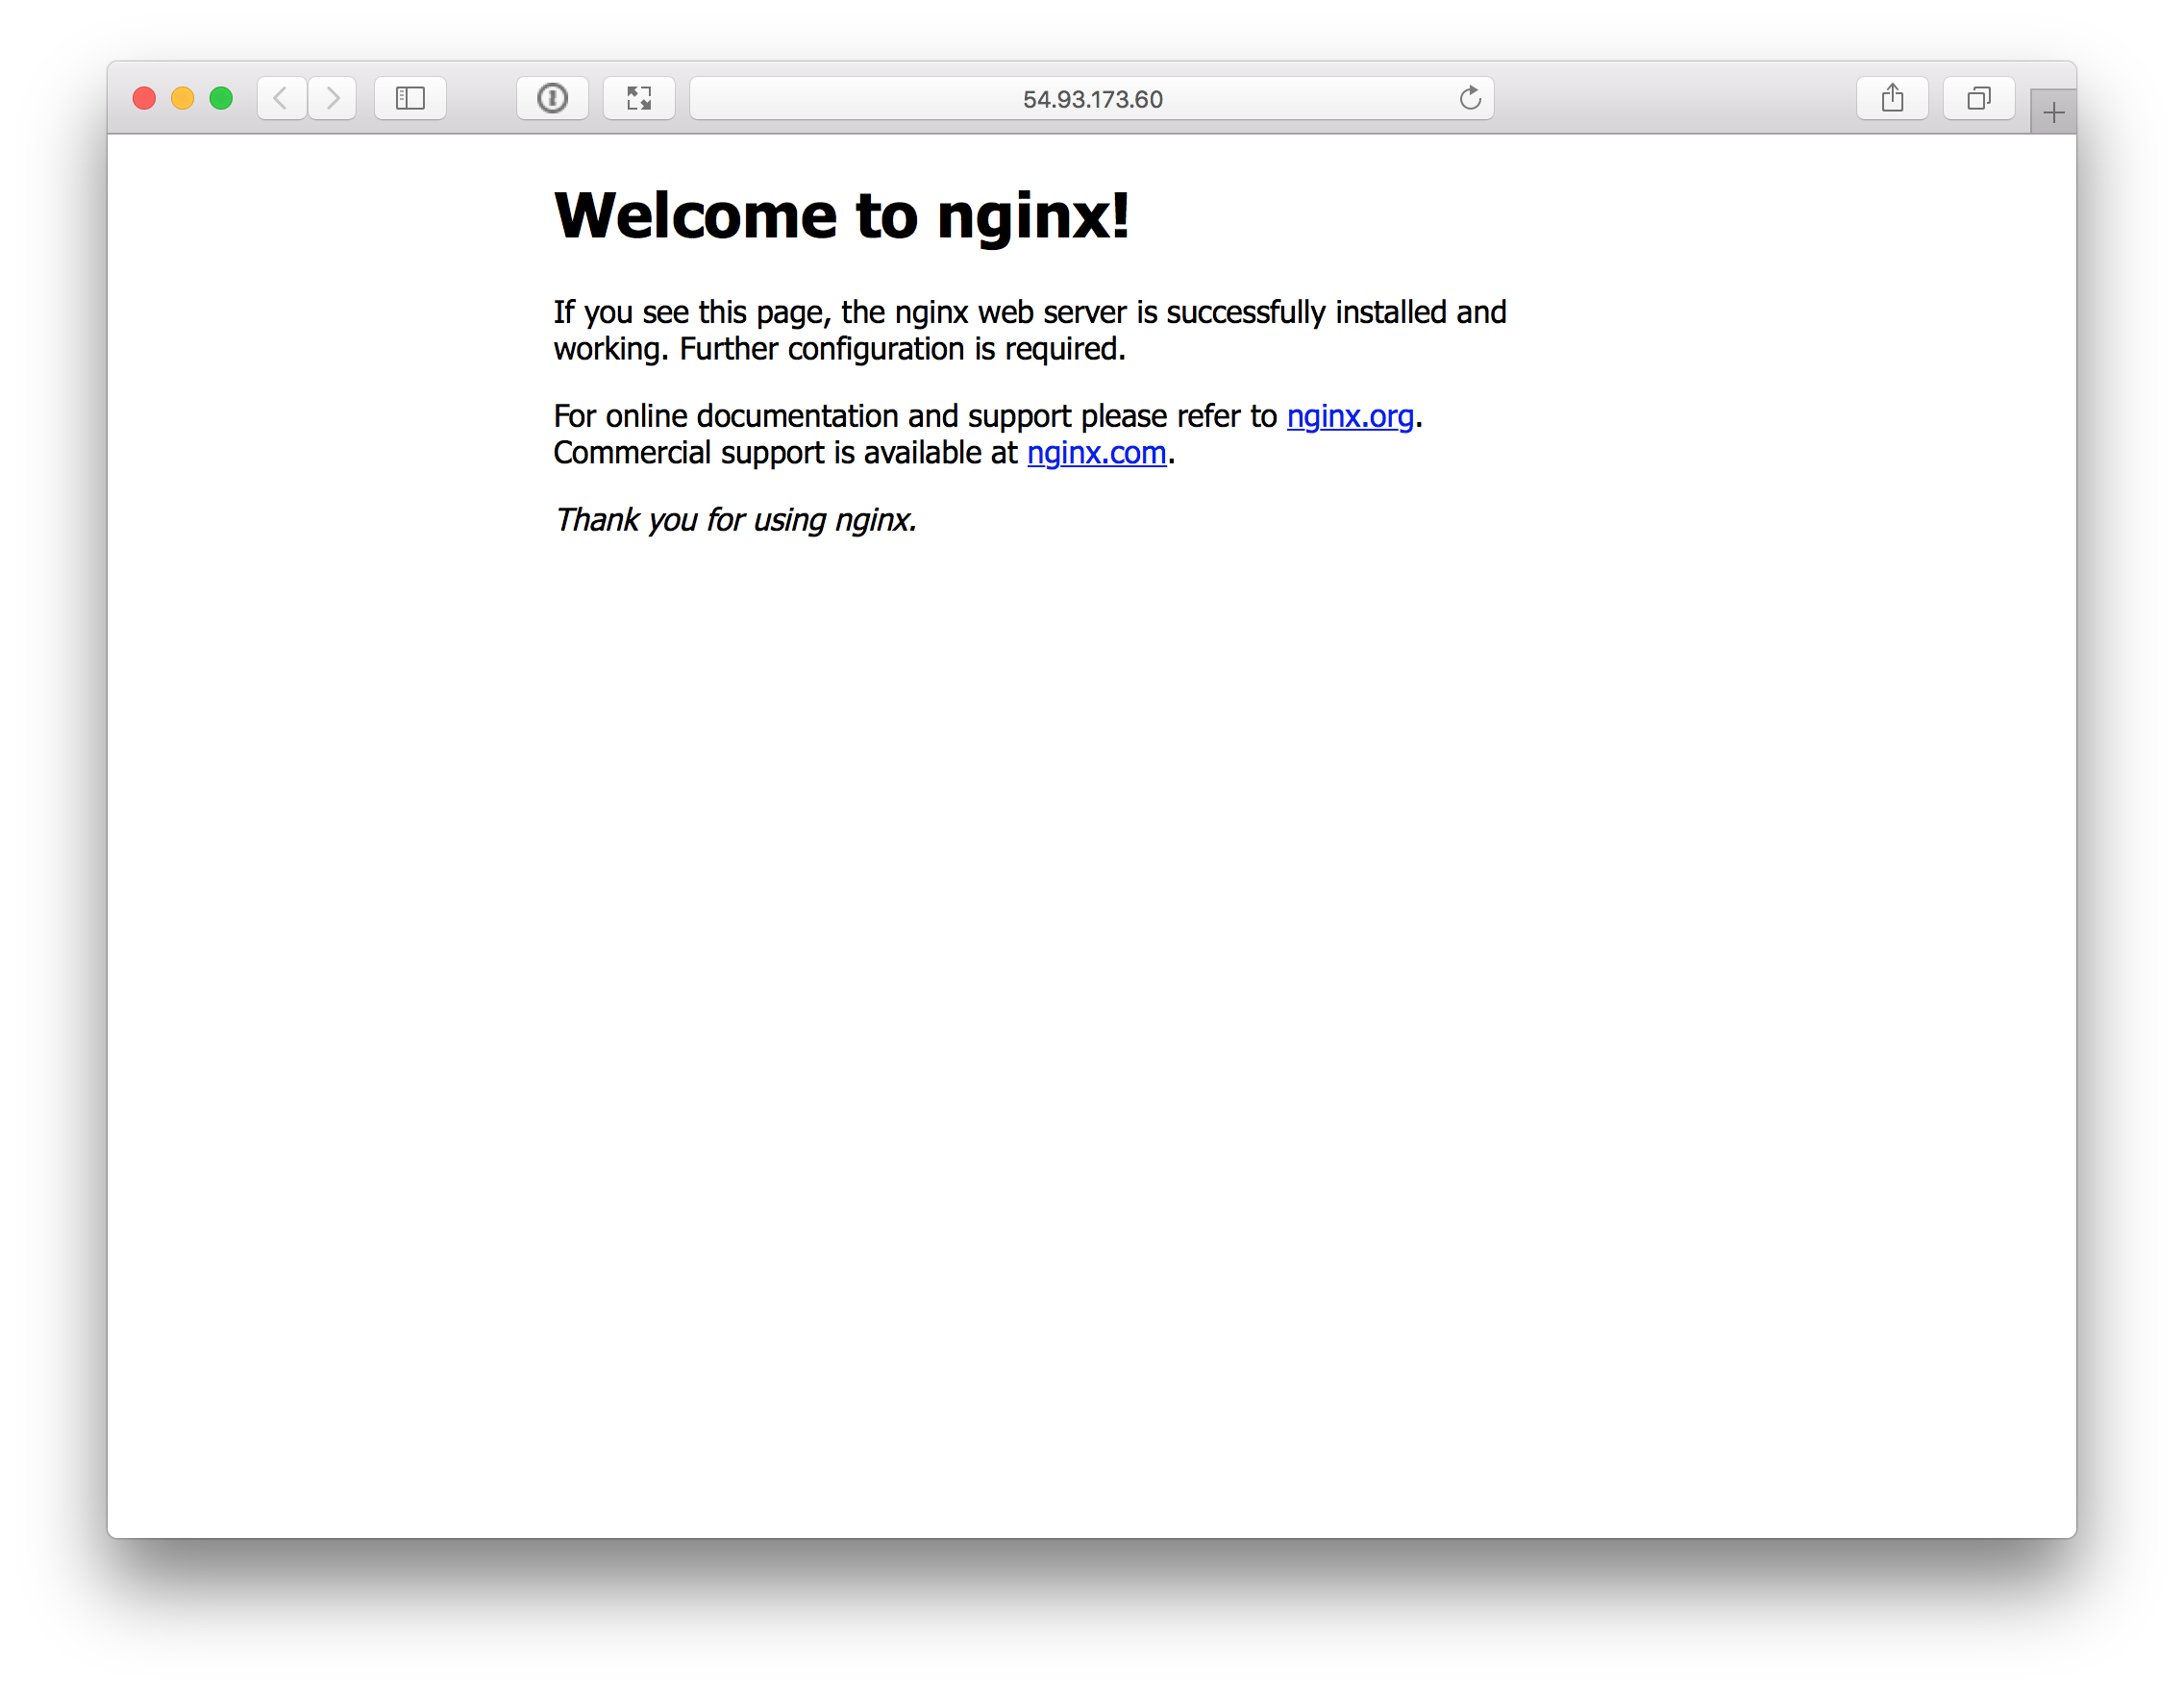 54.93.173.60
Welcome to nginx!
If you see this page, the nginx web server is successfully installed and
working. Further configuration is required.
For online documentation and support please refer to nginx.org.
Commercial support is available at nginx.com.
Thank you for using nginx.